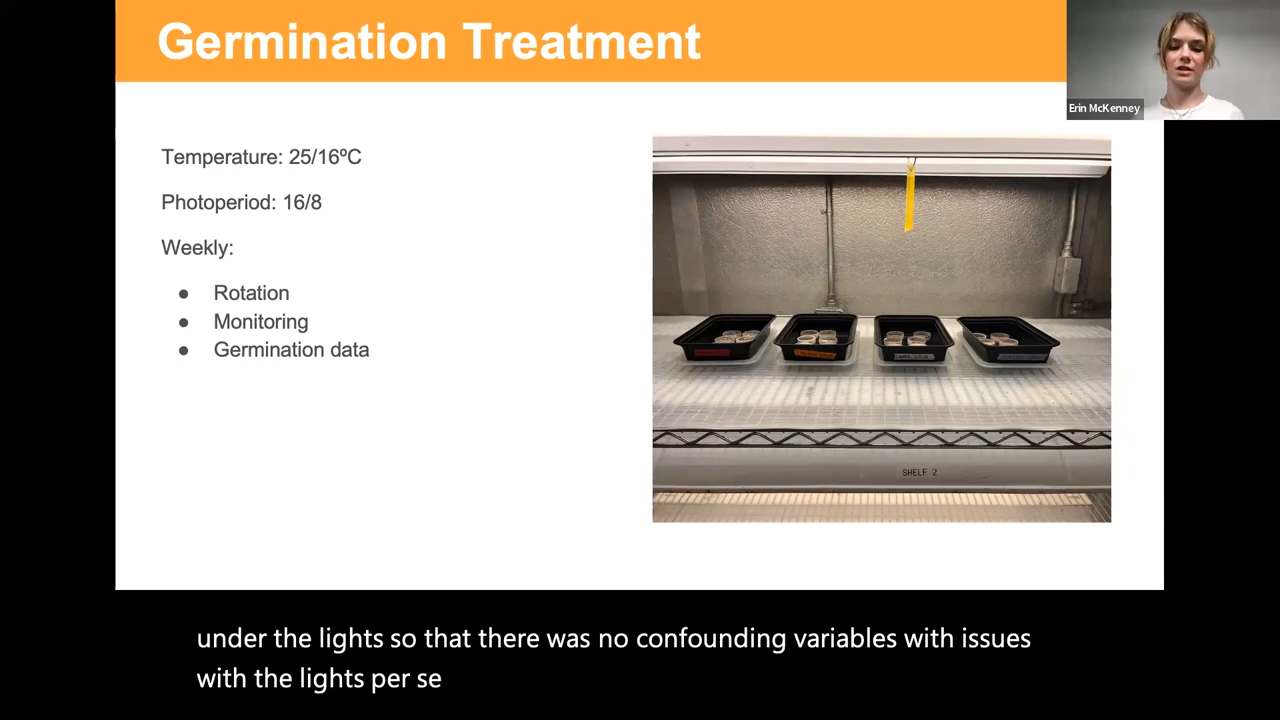 Germination Treatment
Erin McKenney
Temperature: 25/16ºC
Photoperiod: 16/8
Weekly:
● Rotation
● Monitoring
● Germination data
SHELF 2
under the lights so that there was no confounding variables with issues
with the lights per se